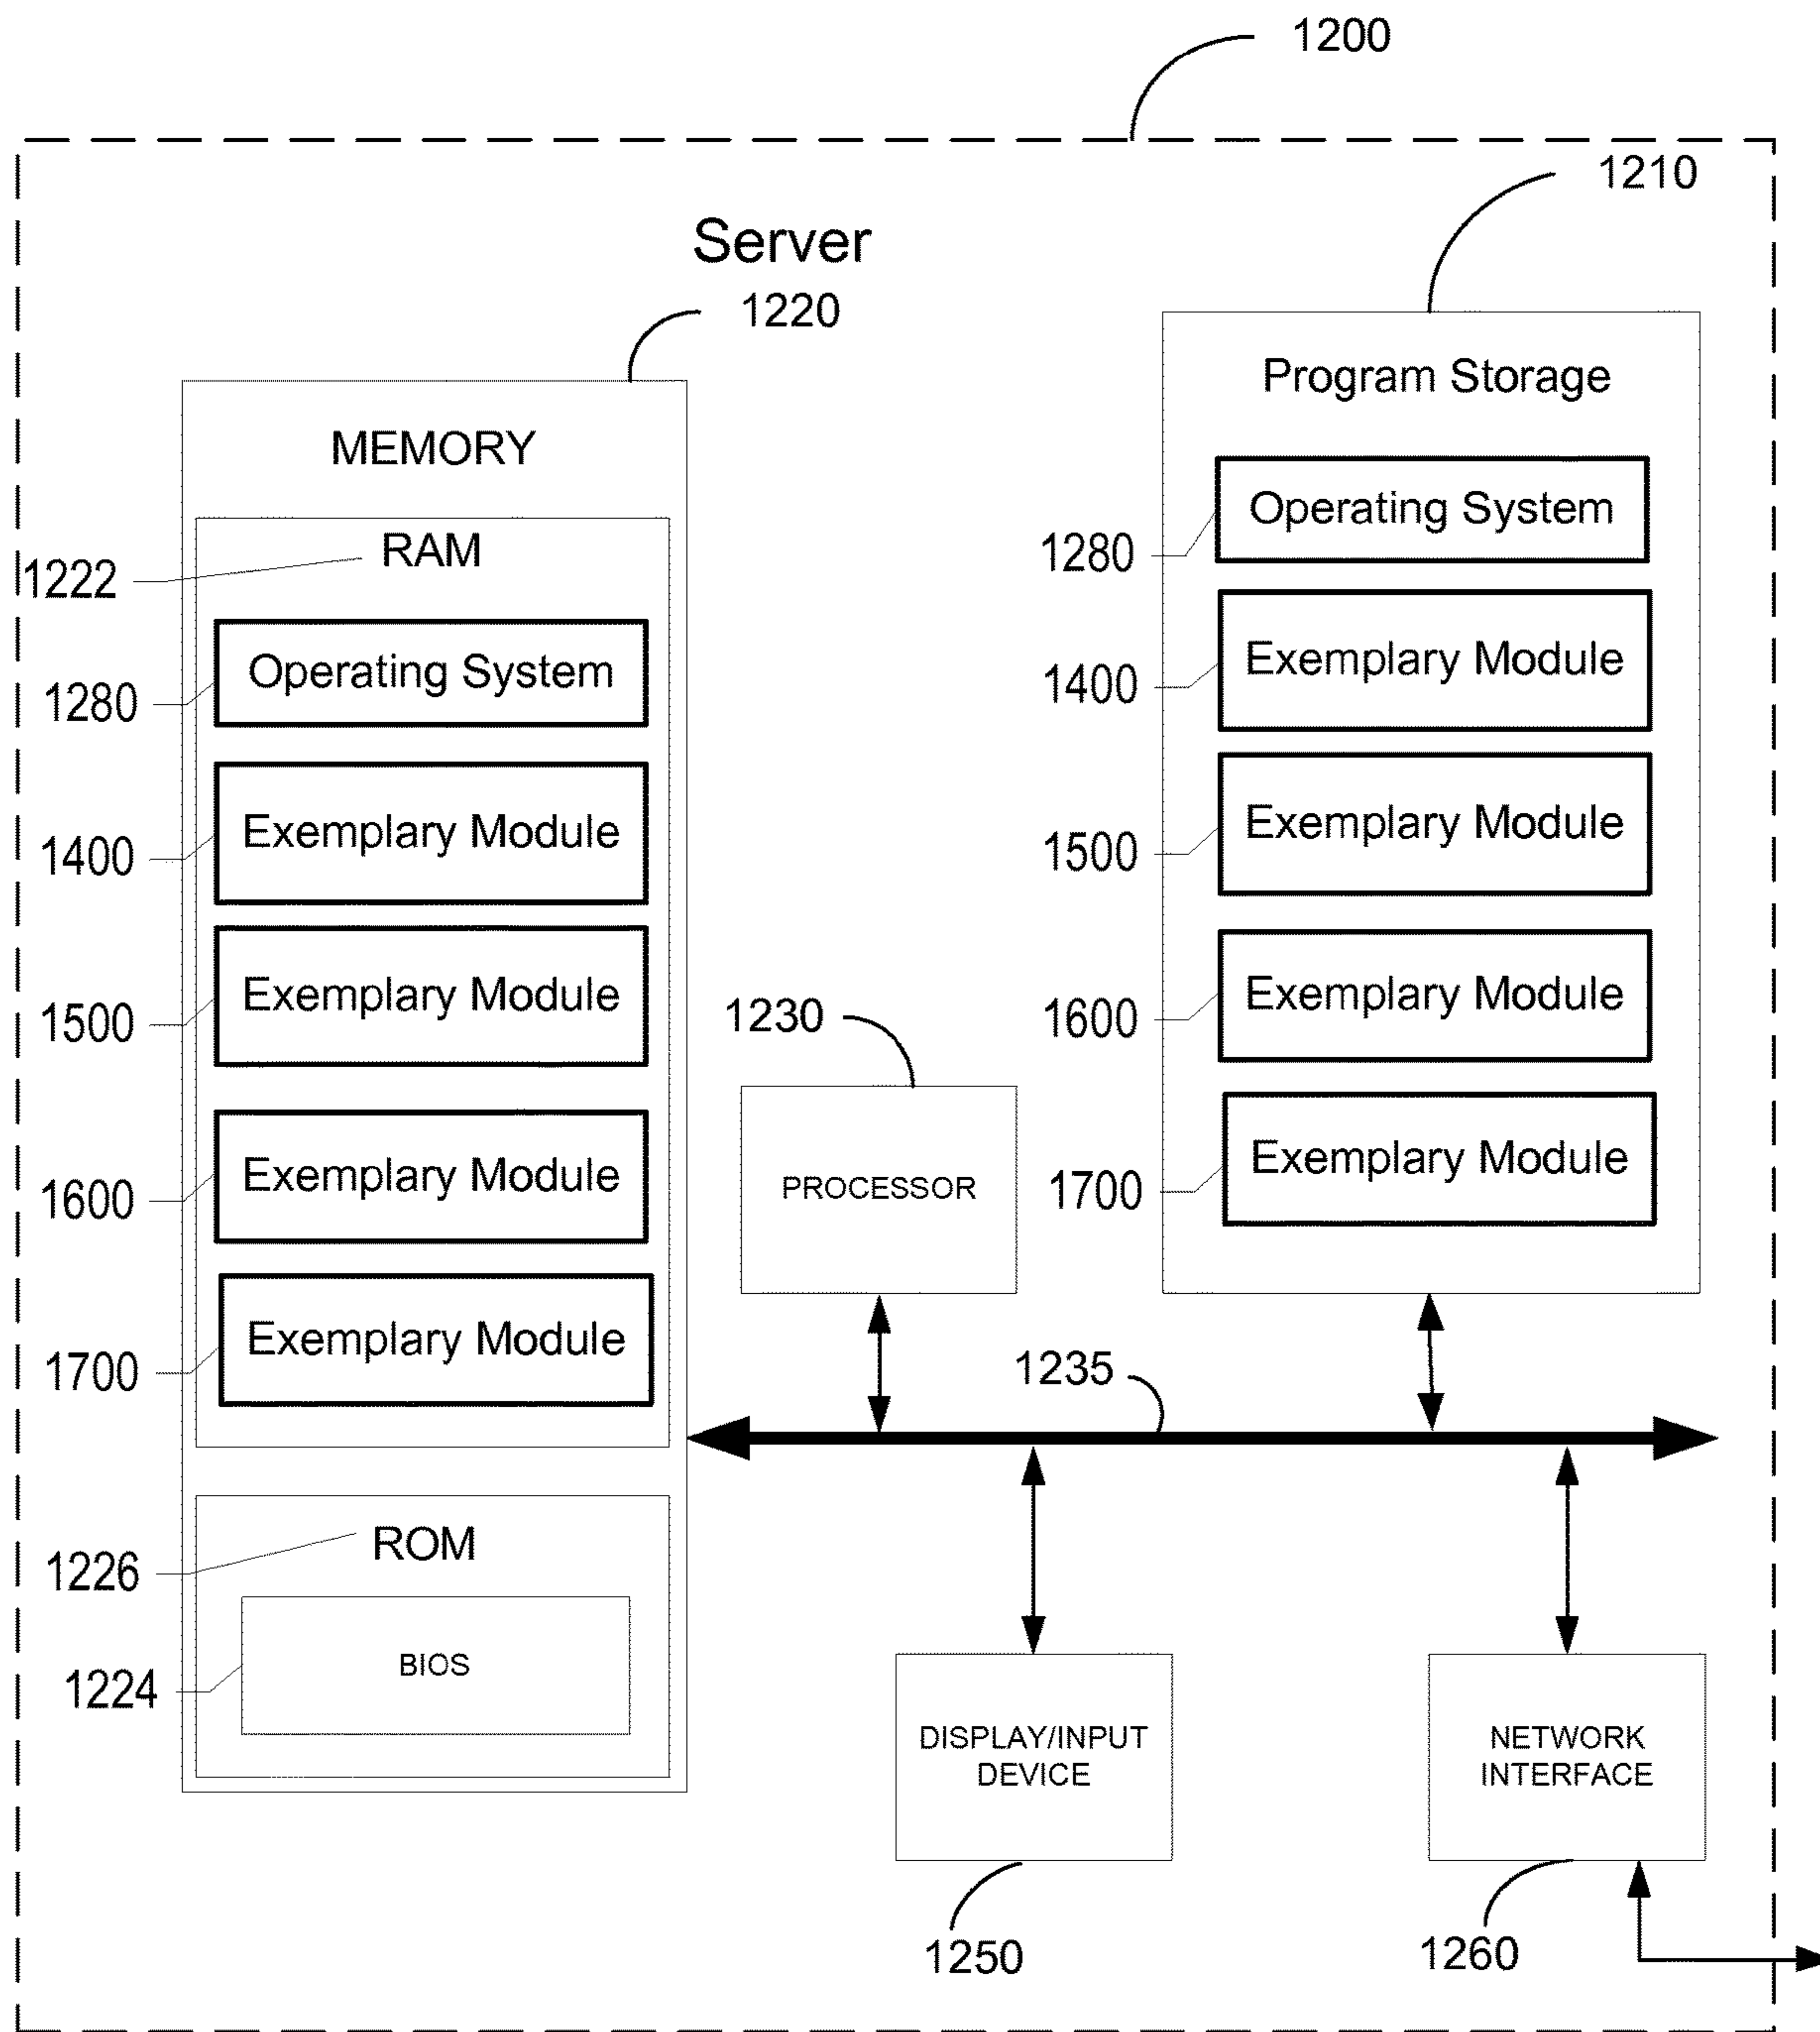 1200
1210
Server
1220
Program Storage
MEMORY
Operating System
1280
RAM
1222
Exemplary Module
1400
Operating System
1280
Exemplary Module
1500
Exemplary Module
1400
Exemplary Module
1600
Exemplary Module
1500
1230
Exemplary Module
1700
Exemplary Module
1600
PROCESSOR
Exemplary Module
1700
1235
ROM
1226
BIOS
1224
DISPLAY/INPUT
DEVICE
NETWORK
INTERFACE
1250
1260